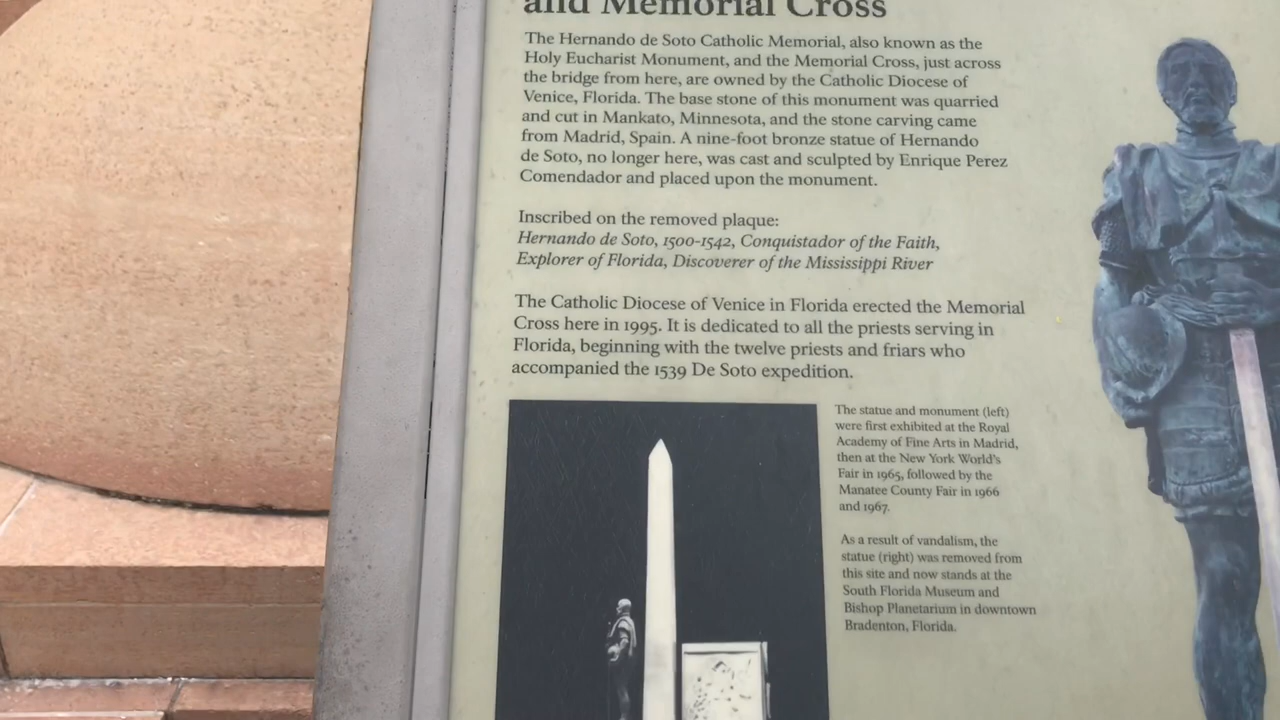 and Memorial Cross
The Hernando de Soto Catholic Memorial, also known as the
Holy Eucharist Monument, and the Memorial Cross, just across
the bridge from here, are owned by the Catholic Diocese of
Venice, Florida. The base stone of this monument was quarried
and cut in Mankato, Minnesota, and the stone carving came
from Madrid, Spain. A nine-foot bronze statue of Hernando
de Soto, no longer here, was cast and sculpted by Enrique Perez
Comendador and placed upon the monument.
Inscribed on the removed plaque:
Hernando de Soto, 1500-1542, Conquistador of the Faith,
Explorer of Florida, Discoverer of the Mississippi River
The Catholic Diocese of Venice in Florida erected the Memorial
Cross here in 1995. It is dedicated to all the priests serving in
Florida, beginning with the twelve priests and friars who
accompanied the 1539 De Soto expedition.
The statue and monument (left)
were first exhibited at the Royal
Academy of Fine Arts in Madrid,
then at the New York World's
Fair in 1965, followed by the
Manatee County Fair in 1966
and 1967.
As a result of vandalism, the
statue (right) was removed from
this site and now stands at the
South Florida Museum and
Bishop Planetarium in downtown
Bradenton, Florida.